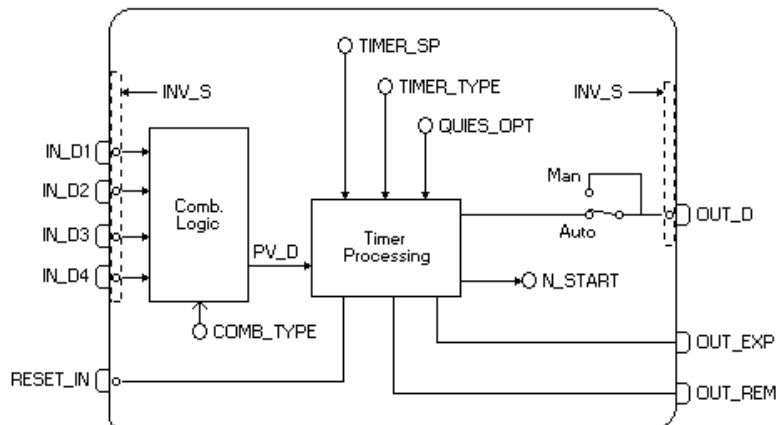 TIMER_SP
INV_S
TIMER_TYPE
INV_S
QUIES_OPT
IN_D1
IN_D2
IN_D3
IN_D4
Comb.
Logic
PV_D
Timer
Processing
Man
Auto
OUT_D
N_START
COMB_TYPE
OUT_EXP
RESET_IN
OUT_REM